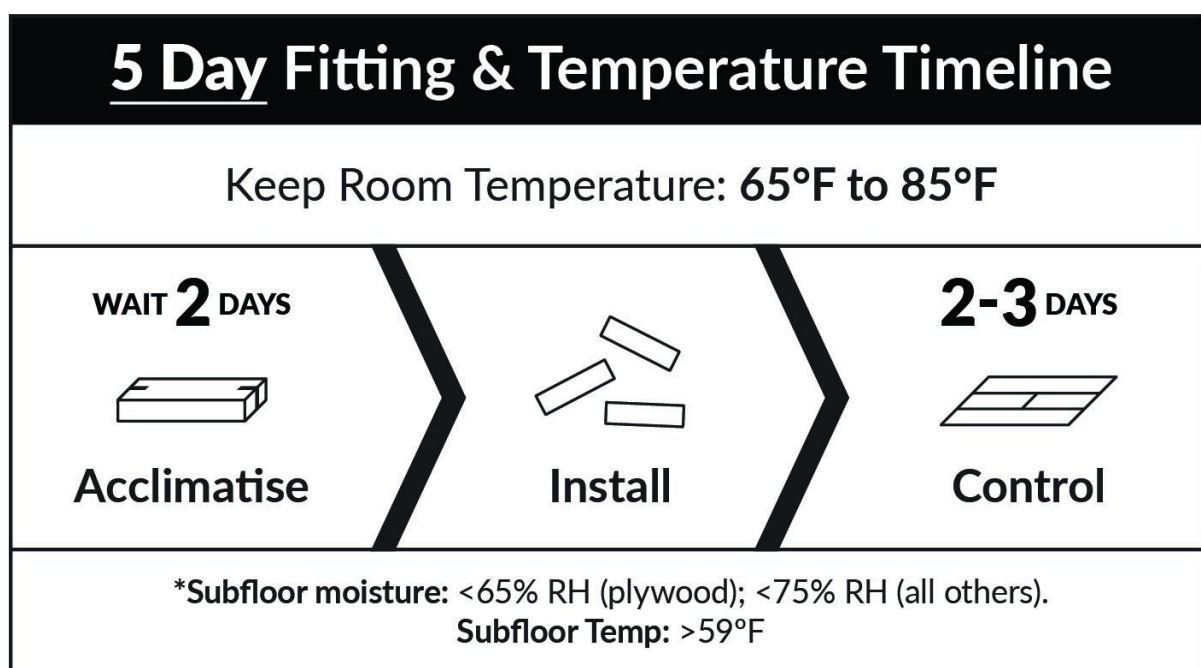 5 Day Fitting & Temperature Timeline
Keep Room Temperature: 65°F to 85°F
WAIT 2 DAYS
Acclimatise
Install
2-3 DAYS
Control
*Subfloor moisture: <65% RH (plywood); <75% RH (all others).
Subfloor Temp: >59°F